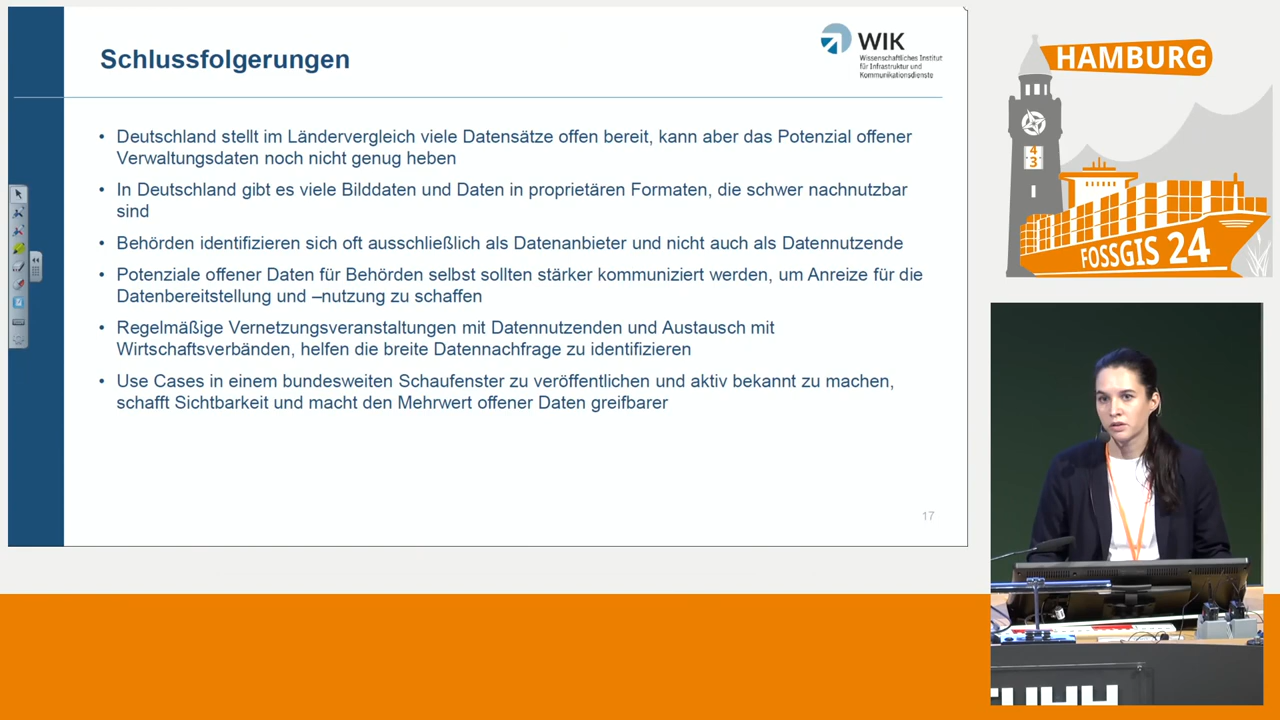 Schlussfolgerungen
WIK
Wissenschaftliches Institut
für Infrastruktur und
Kommunikationsdienste
• Deutschland stellt im Ländervergleich viele Datensätze offen bereit, kann aber das Potenzial offener
Verwaltungsdaten noch nicht genug heben
• In Deutschland gibt es viele Bilddaten und Daten in proprietären Formaten, die schwer nachnutzbar
sind
• Behörden identifizieren sich oft ausschließlich als Datenanbieter und nicht auch als Datennutzende
• Potenziale offener Daten für Behörden selbst sollten stärker kommuniziert werden, um Anreize für die
Datenbereitstellung und –nutzung zu schaffen
• Regelmäßige Vernetzungsveranstaltungen mit Datennutzenden und Austausch mit
Wirtschaftsverbänden, helfen die breite Datennachfrage zu identifizieren
• Use Cases in einem bundesweiten Schaufenster zu veröffentlichen und aktiv bekannt zu machen,
schafft Sichtbarkeit und macht den Mehrwert offener Daten greifbarer
17
HAMBURG
4
3
FOSSGIS 24